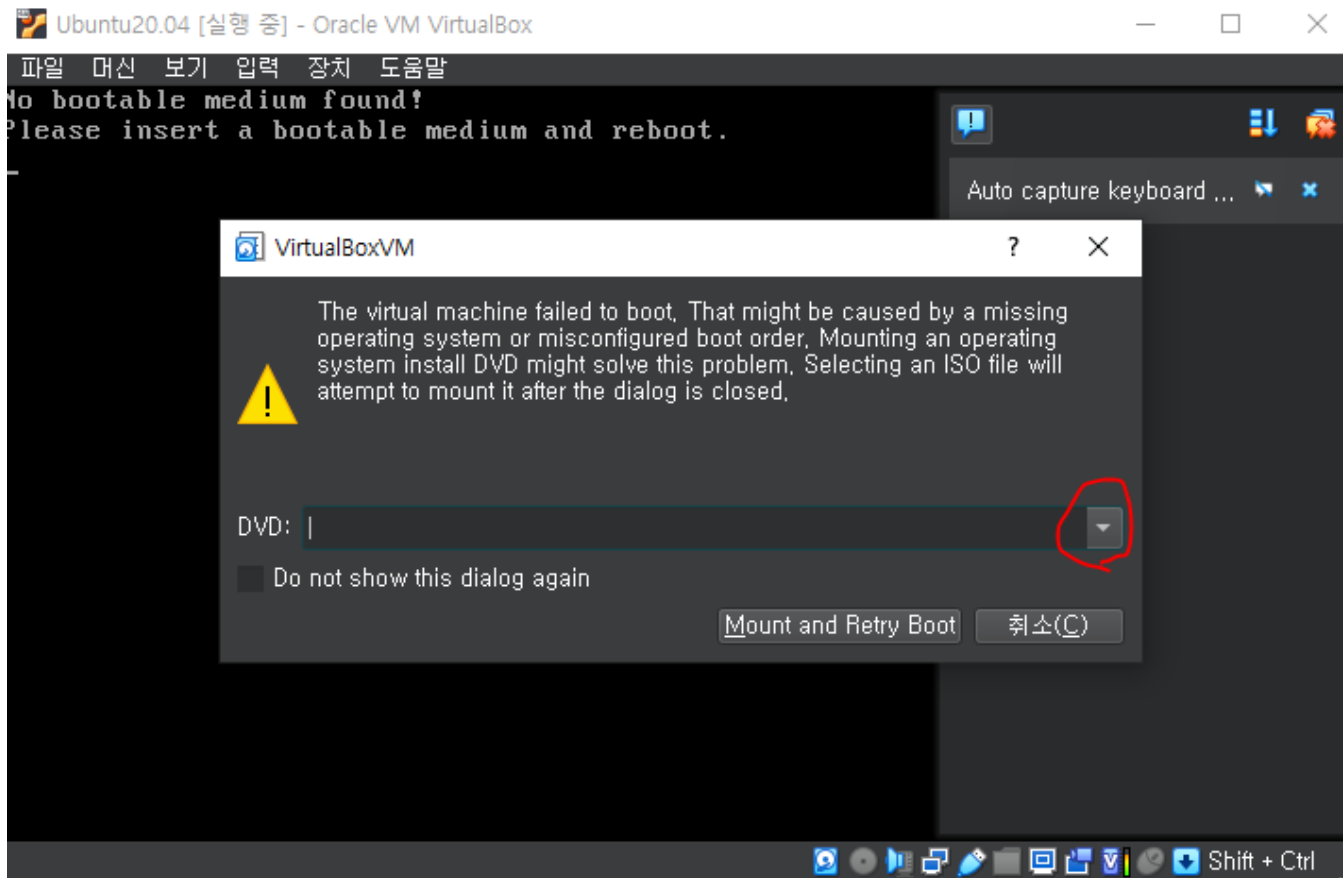 Ubuntu20.04 [실행 중] - Oracle VM VirtualBox
파일 머신 보기 입력 장치 도움말
No bootable medium found!
Please insert a bootable medium and reboot.
Auto capture keyboard ...
VirtualBoxVM
The virtual machine failed to boot. That might be caused by a missing
operating system or misconfigured boot order. Mounting an operating
system install DVD might solve this problem. Selecting an ISO file will
attempt to mount it after the dialog is closed.
DVD:
Do not show this dialog again
Mount and Retry Boot 취소(C)
Shift + Ctrl